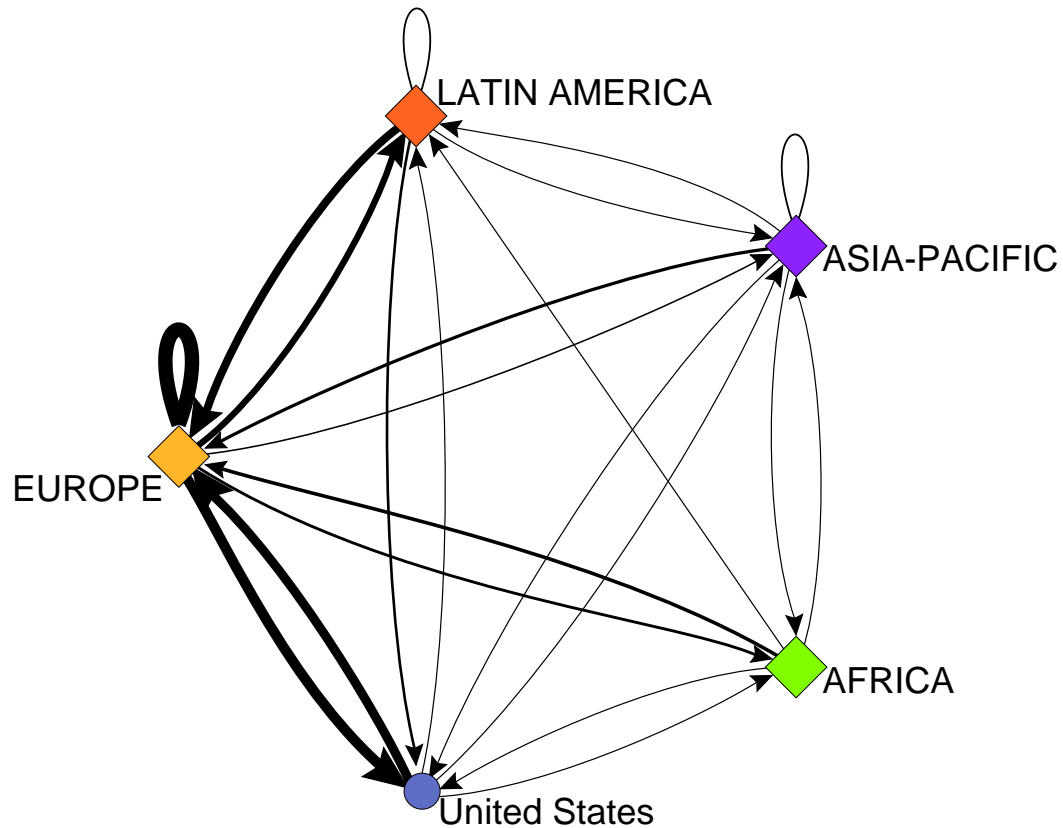 LATIN AMERICA
ASIA-PACIFIC
EUROPE
AFRICA
United States